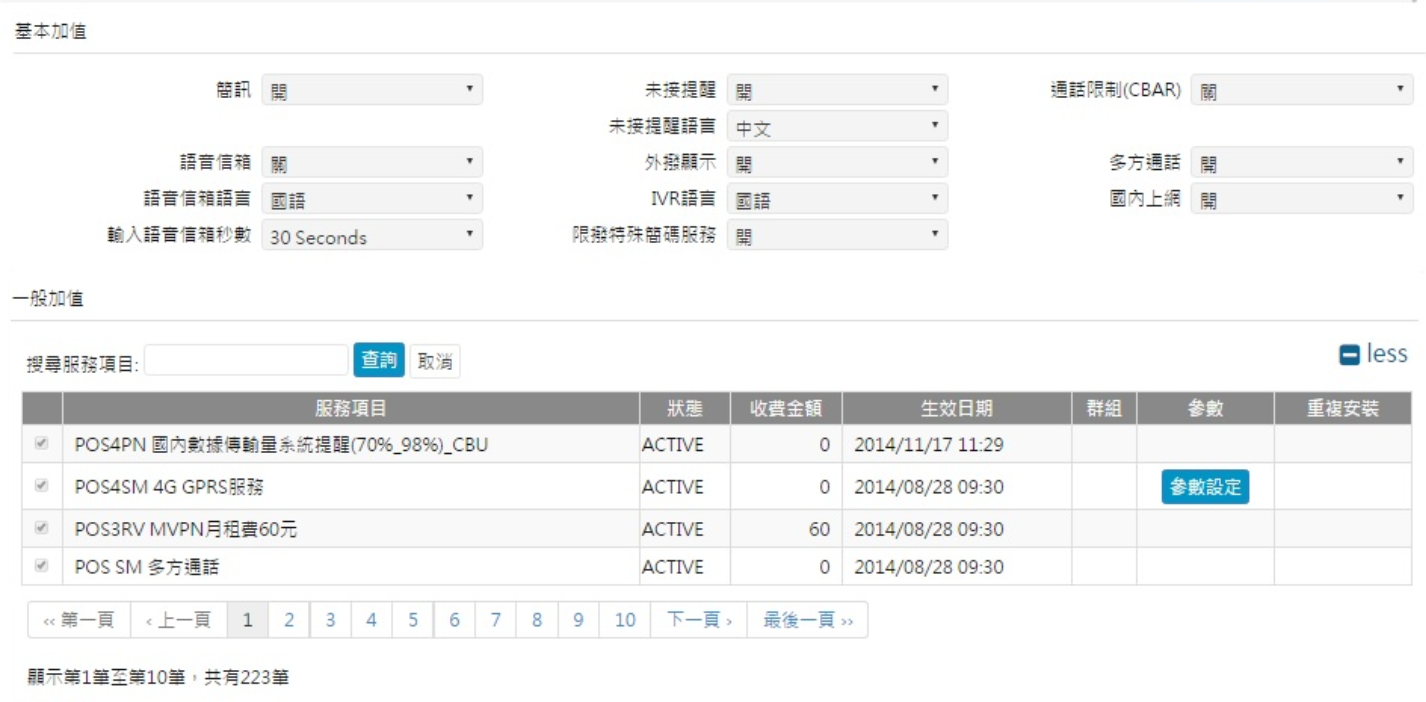 基本加值
簡訊 開 未接提醒 開 通話限制(CBAR) 關
未接提醒語言 中文
語音信箱 關 外撥顯示 開 多方通話 開
語音信箱語言 國語 IVR語言 國語 國內上網 開
輸入語音信箱秒數 30 Seconds 限撥特殊簡碼服務 開
一般加值
搜尋服務項目: 查詢 取消 less
服務項目 狀態 收費金額 生效日期 群組 參數 重複安裝
POS4PN 國內數據傳輸量系統提醒(70%_98%)_CBU ACTIVE 0 2014/11/17 11:29
POS4SM 4G GPRS服務 ACTIVE 0 2014/08/28 09:30 參數設定
POS3RV MVPN月租費60元 ACTIVE 60 2014/08/28 09:30
POS SM 多方通話 ACTIVE 0 2014/08/28 09:30
‹‹ 第一頁 ‹ 上一頁 1 2 3 4 5 6 7 8 9 10 下一頁 › 最後一頁 ››
顯示第1筆至第10筆，共有223筆